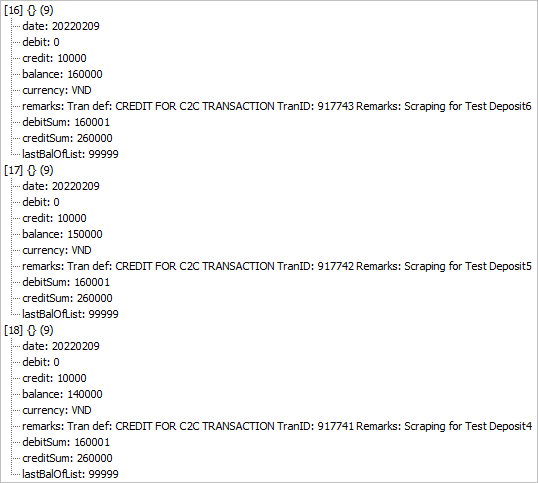 [16] {} (9)
date: 20220209
debit: 0
credit: 10000
balance: 160000
currency: VND
remarks: Tran def: CREDIT FOR C2C TRANSACTION TranID: 917743 Remarks: Scraping for Test Deposit6
debitSum: 160001
creditSum: 260000
lastBalOfList: 99999
[17] {} (9)
date: 20220209
debit: 0
credit: 10000
balance: 150000
currency: VND
remarks: Tran def: CREDIT FOR C2C TRANSACTION TranID: 917742 Remarks: Scraping for Test Deposit5
debitSum: 160001
creditSum: 260000
lastBalOfList: 99999
[18] {} (9)
date: 20220209
debit: 0
credit: 10000
balance: 140000
currency: VND
remarks: Tran def: CREDIT FOR C2C TRANSACTION TranID: 917741 Remarks: Scraping for Test Deposit4
debitSum: 160001
creditSum: 260000
lastBalOfList: 99999